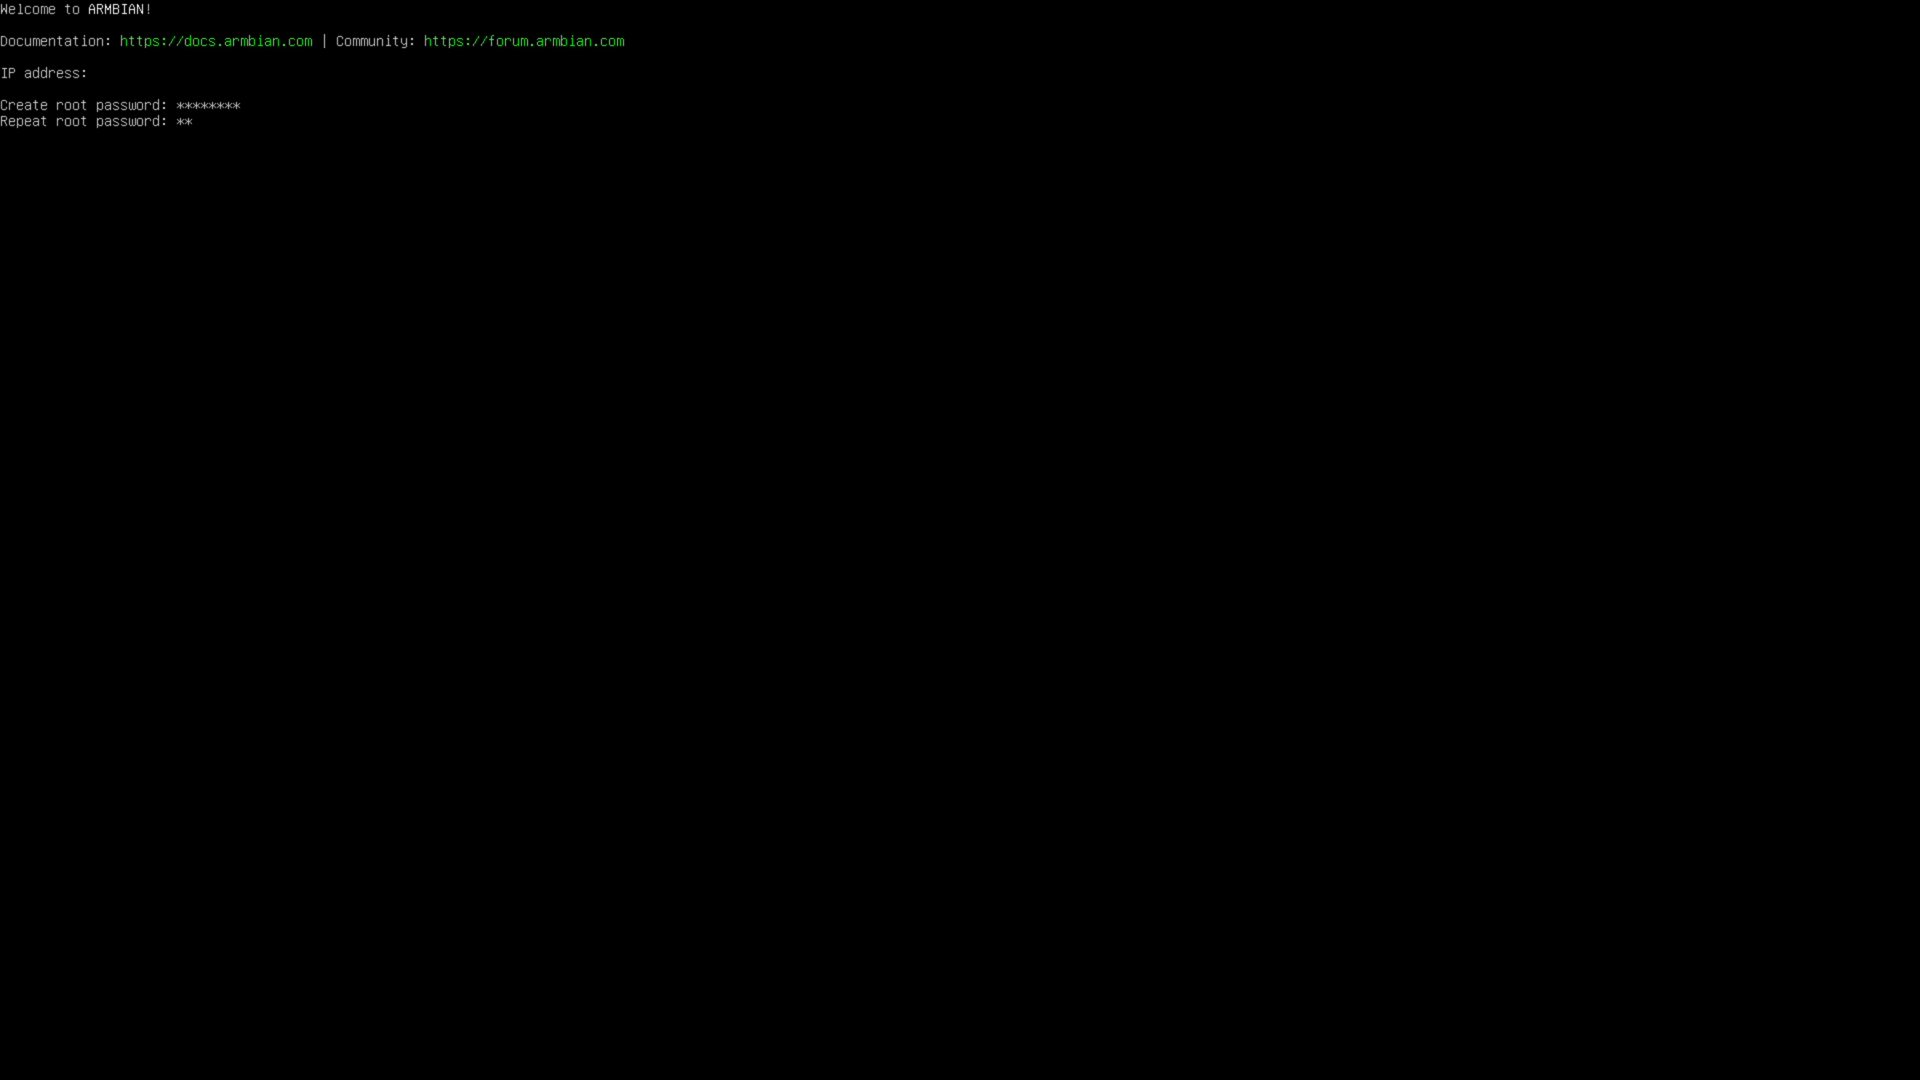 Welcome to ARMBIAN!
Documentation: https://docs.armbian.com | Community: https://forum.armbian.com
IP address:
Create root password: ********
Repeat root password: **